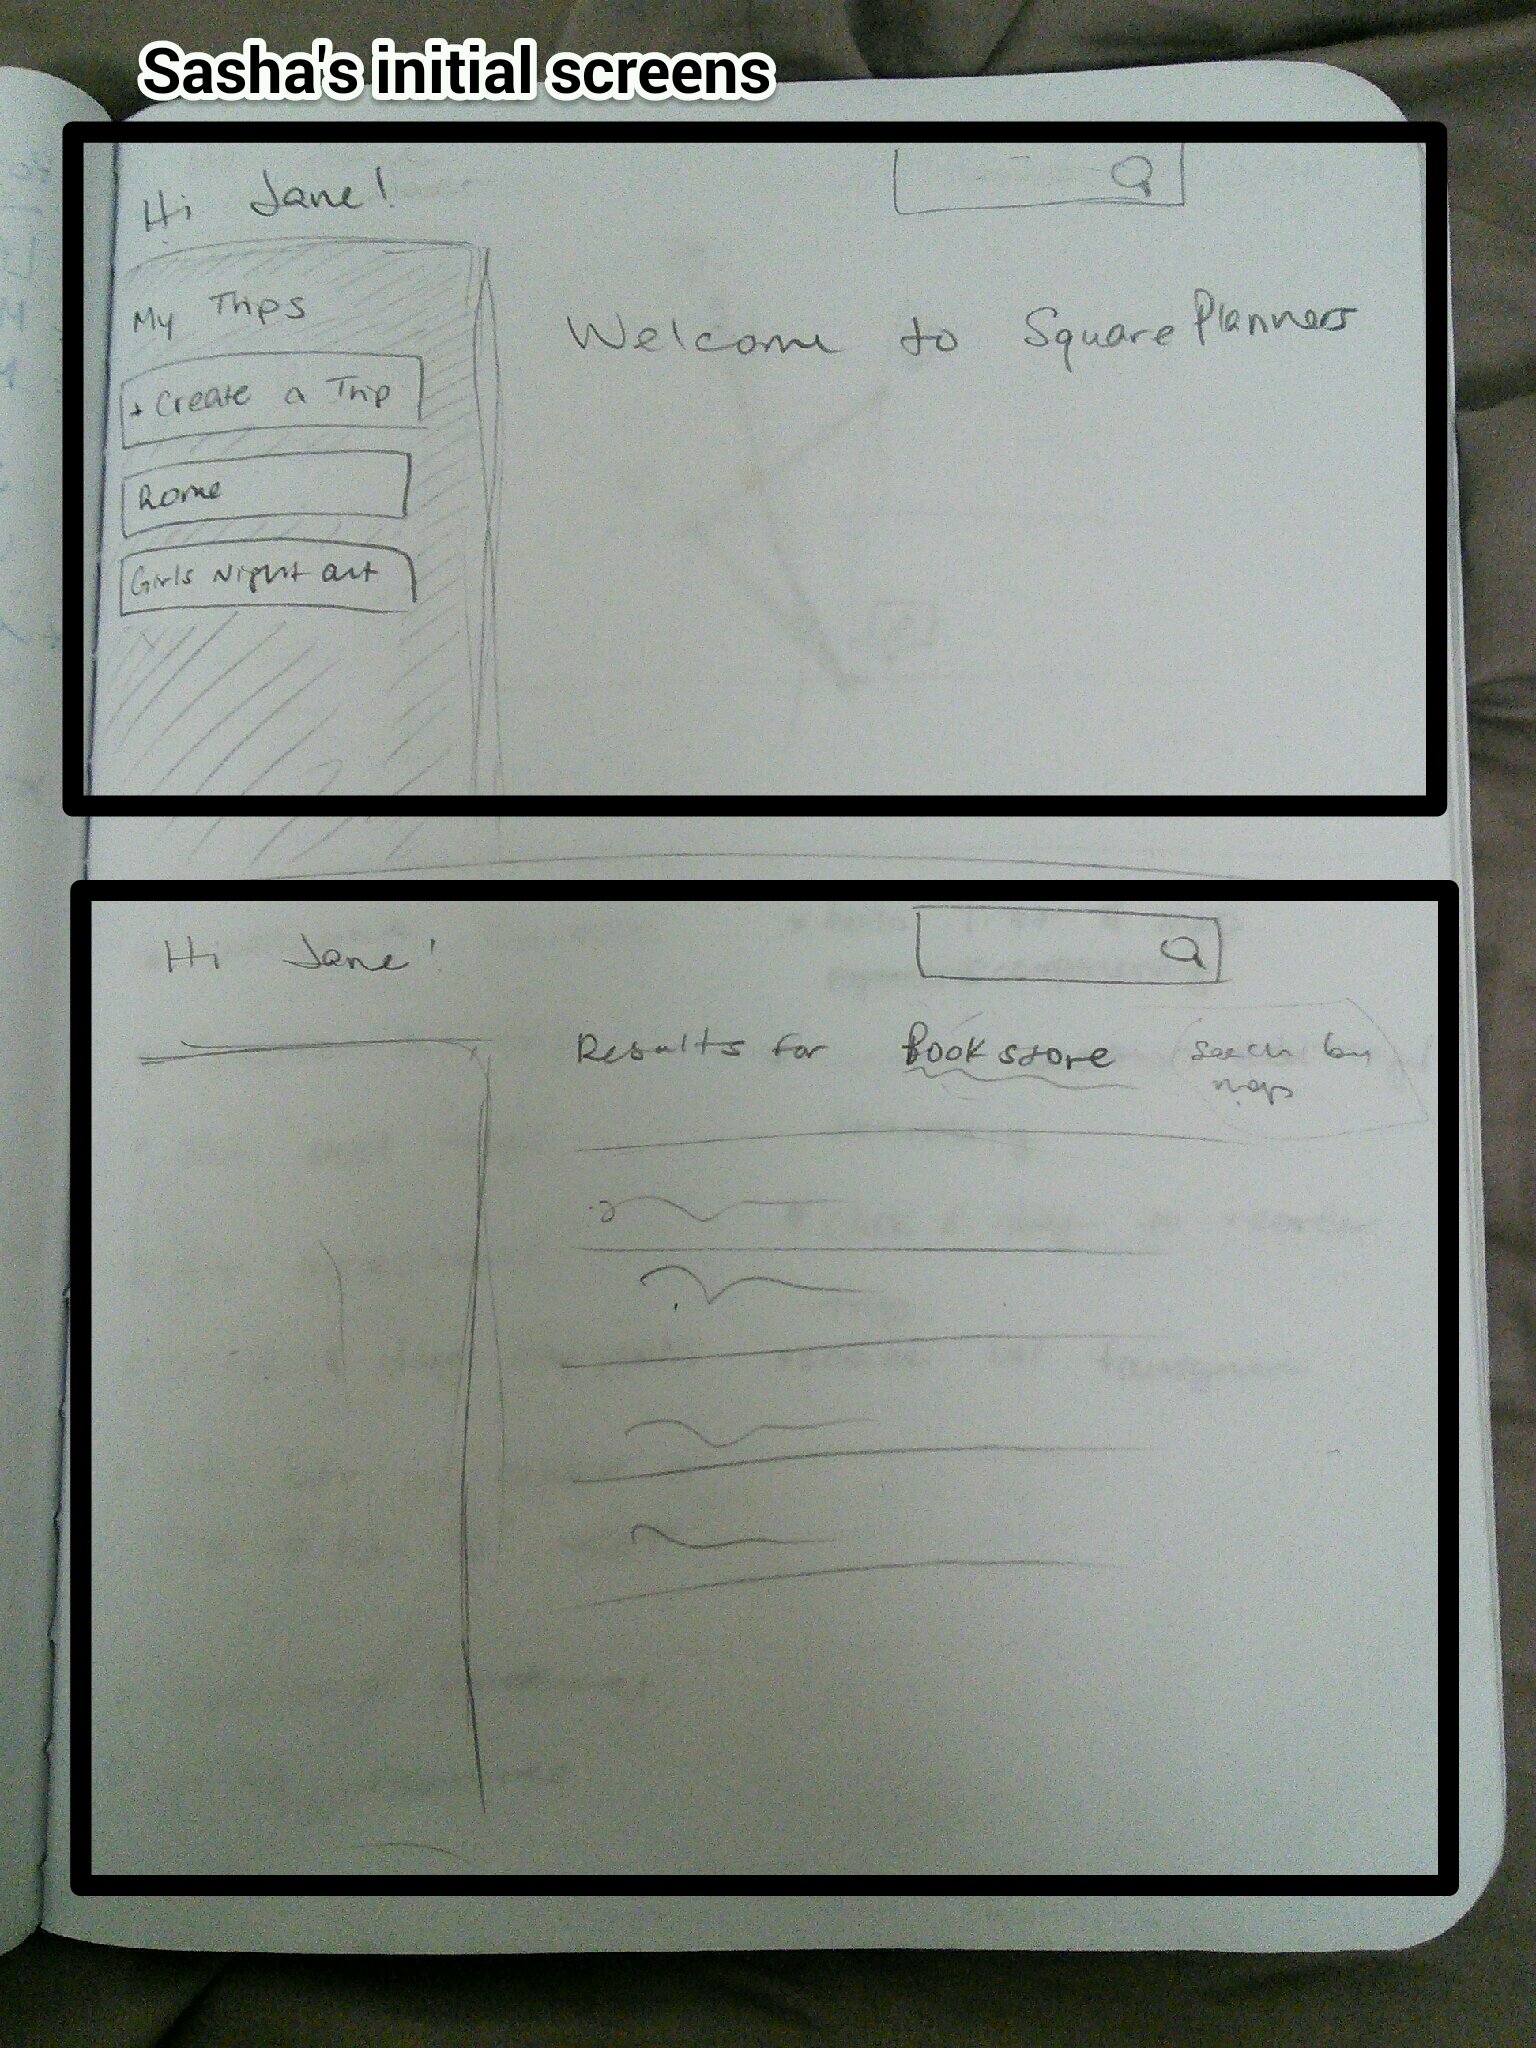 Sasha's initial screens
Hi Jane!
My Trips
+ Create a Trip
Rome
Girls Night out
Welcome to Square Planners
Hi Jane!
Results for Book store
search by
map